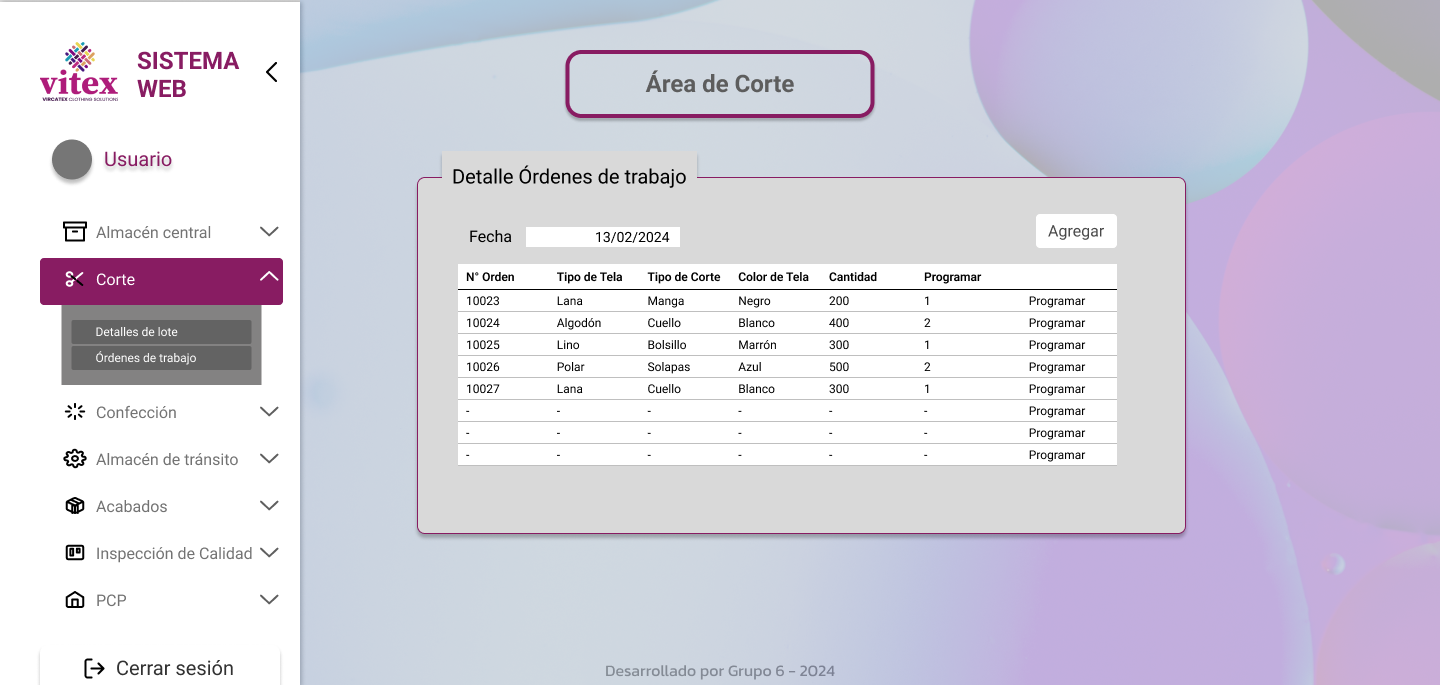 vitex
VIRCATEX CLOTHING SOLUTIONS
SISTEMA
WEB
Usuario
Almacén central
Corte
Detalles de lote
Órdenes de trabajo
Confección
Almacén de tránsito
Acabados
Inspección de Calidad
PCP
Cerrar sesión
Área de Corte
Detalle Órdenes de trabajo
Fecha 13/02/2024 Agregar
N° Orden Tipo de Tela Tipo de Corte Color de Tela Cantidad Programar
10023 Lana Manga Negro 200 1 Programar
10024 Algodón Cuello Blanco 400 2 Programar
10025 Lino Bolsillo Marrón 300 1 Programar
10026 Polar Solapas Azul 500 2 Programar
10027 Lana Cuello Blanco 300 1 Programar
- - - - - - Programar
- - - - - - Programar
- - - - - - Programar
Desarrollado por Grupo 6 - 2024